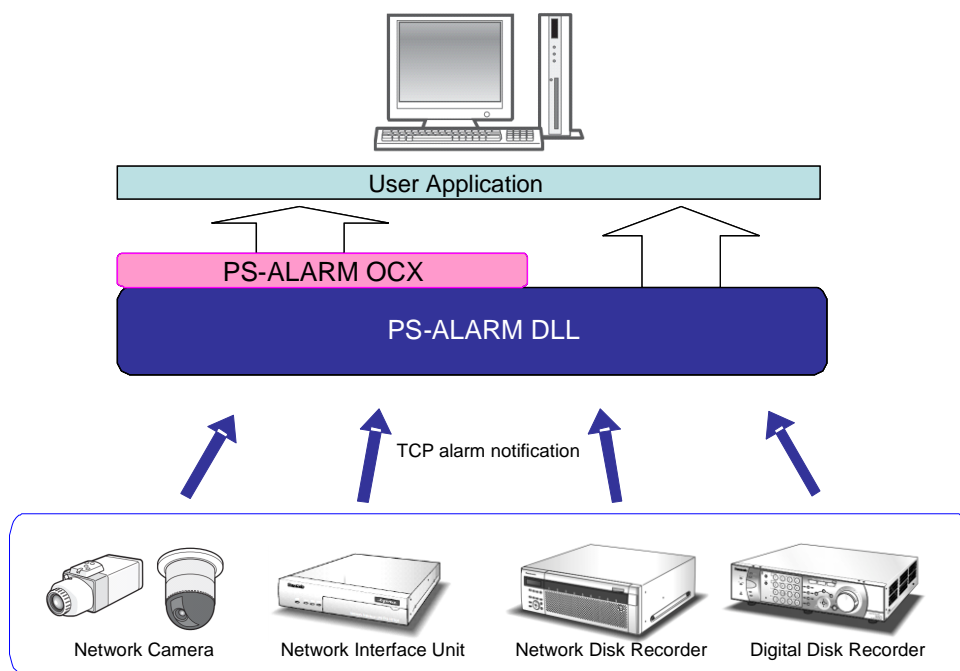 User Application
PS-ALARM OCX
PS-ALARM DLL
TCP alarm notification
Network Camera
Network Interface Unit
Network Disk Recorder
Digital Disk Recorder